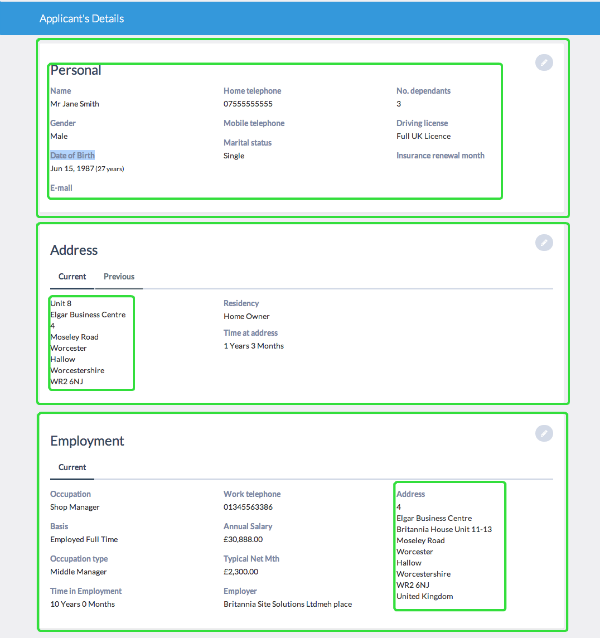 Applicant's Details
Personal
Name
Mr Jane Smith
Gender
Male
Date of Birth
Jun 15, 1987 (27 years)
E-mail
Home telephone
07555555555
Mobile telephone
Marital status
Single
No. dependants
3
Driving license
Full UK Licence
Insurance renewal month
Address
Current Previous
Unit 8
Elgar Business Centre
4
Moseley Road
Worcester
Hallow
Worcestershire
WR2 6NJ
Residency
Home Owner
Time at address
1 Years 3 Months
Employment
Current
Occupation
Shop Manager
Basis
Employed Full Time
Occupation type
Middle Manager
Time in Employment
10 Years 0 Months
Work telephone
01345563386
Annual Salary
£30,888.00
Typical Net Mth
£2,300.00
Employer
Britannia Site Solutions Ltdmeh place
Address
4
Elgar Business Centre
Britannia House Unit 11-13
Moseley Road
Worcester
Hallow
Worcestershire
WR2 6NJ
United Kingdom